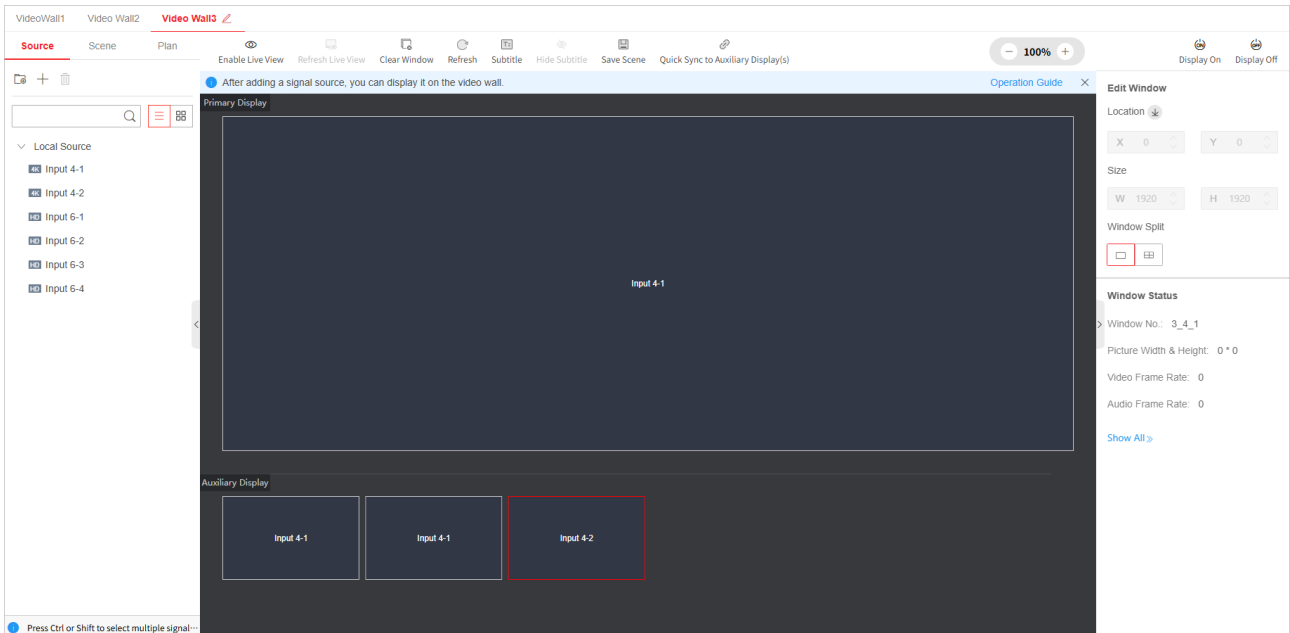 VideoWall1 Video Wall2 Video Wall3
Source Scene Plan
Enable Live View Refresh Live View Clear Window Refresh Subtitle Hide Subtitle Save Scene Quick Sync to Auxiliary Display(s)
100%
ON OFF
Display On Display Off
After adding a signal source, you can display it on the video wall. Operation Guide
Primary Display
Local Source
4K Input 4-1
4K Input 4-2
HD Input 6-1
HD Input 6-2
HD Input 6-3
HD Input 6-4
Input 4-1
Auxiliary Display
Input 4-1 Input 4-1 Input 4-2
Press Ctrl or Shift to select multiple signal···
Edit Window
Location
X 0 Y 0
Size
W 1920 H 1920
Window Split
Window Status
Window No.: 3_4_1
Picture Width & Height: 0 * 0
Video Frame Rate: 0
Audio Frame Rate: 0
Show All